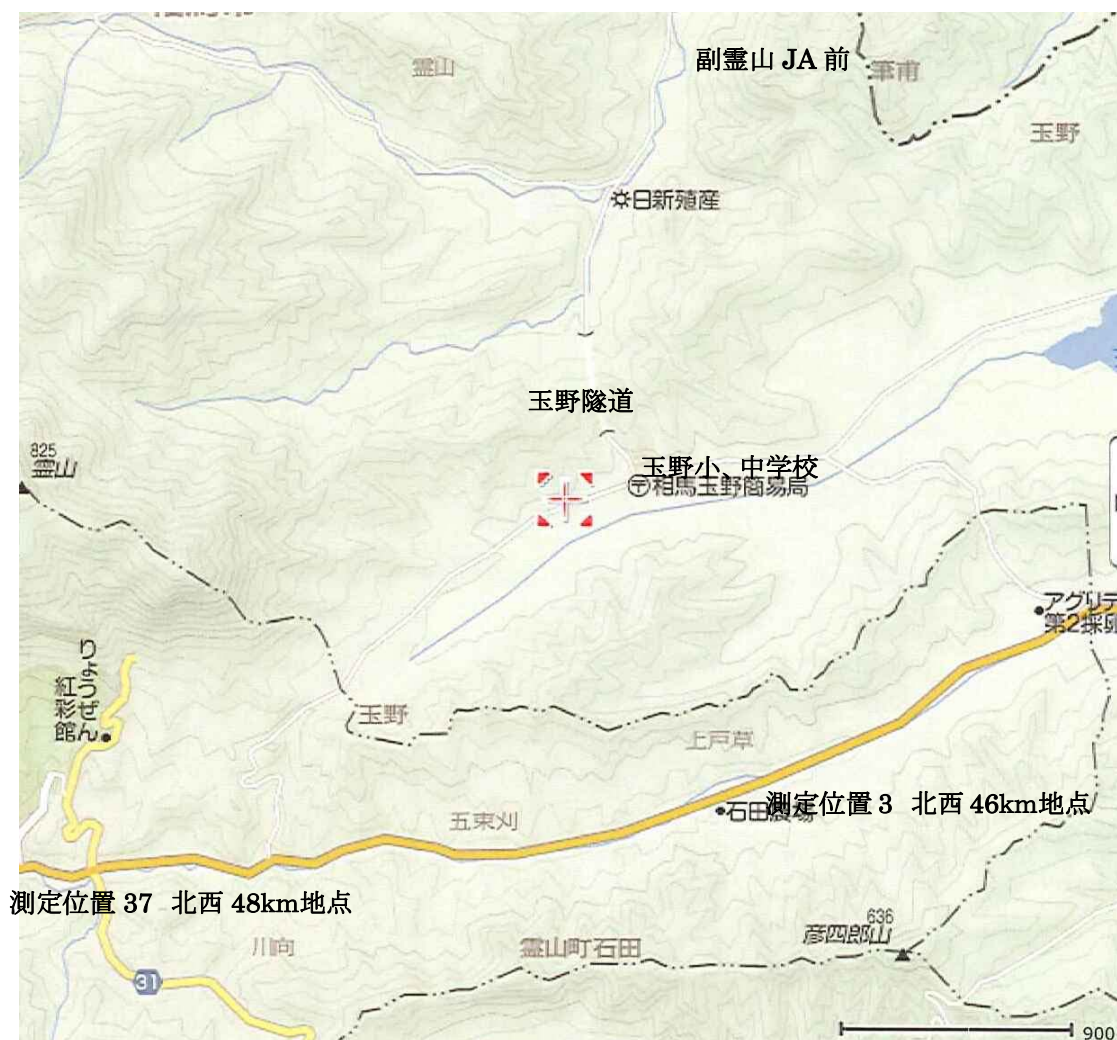 副霊山 JA 前
霊山
筆甫
玉野
日新殖産
玉野隧道
825
霊山
玉野小、中学校
〒相馬玉野簡易局
アグリテ
第2採卵
りょうぜん
紅彩館
玉野
上戸草
測定位置 3 北西 46km地点
石田農場
五束刈
測定位置 37 北西 48km地点
636
彦四郎山
川向
霊山町石田
31
900